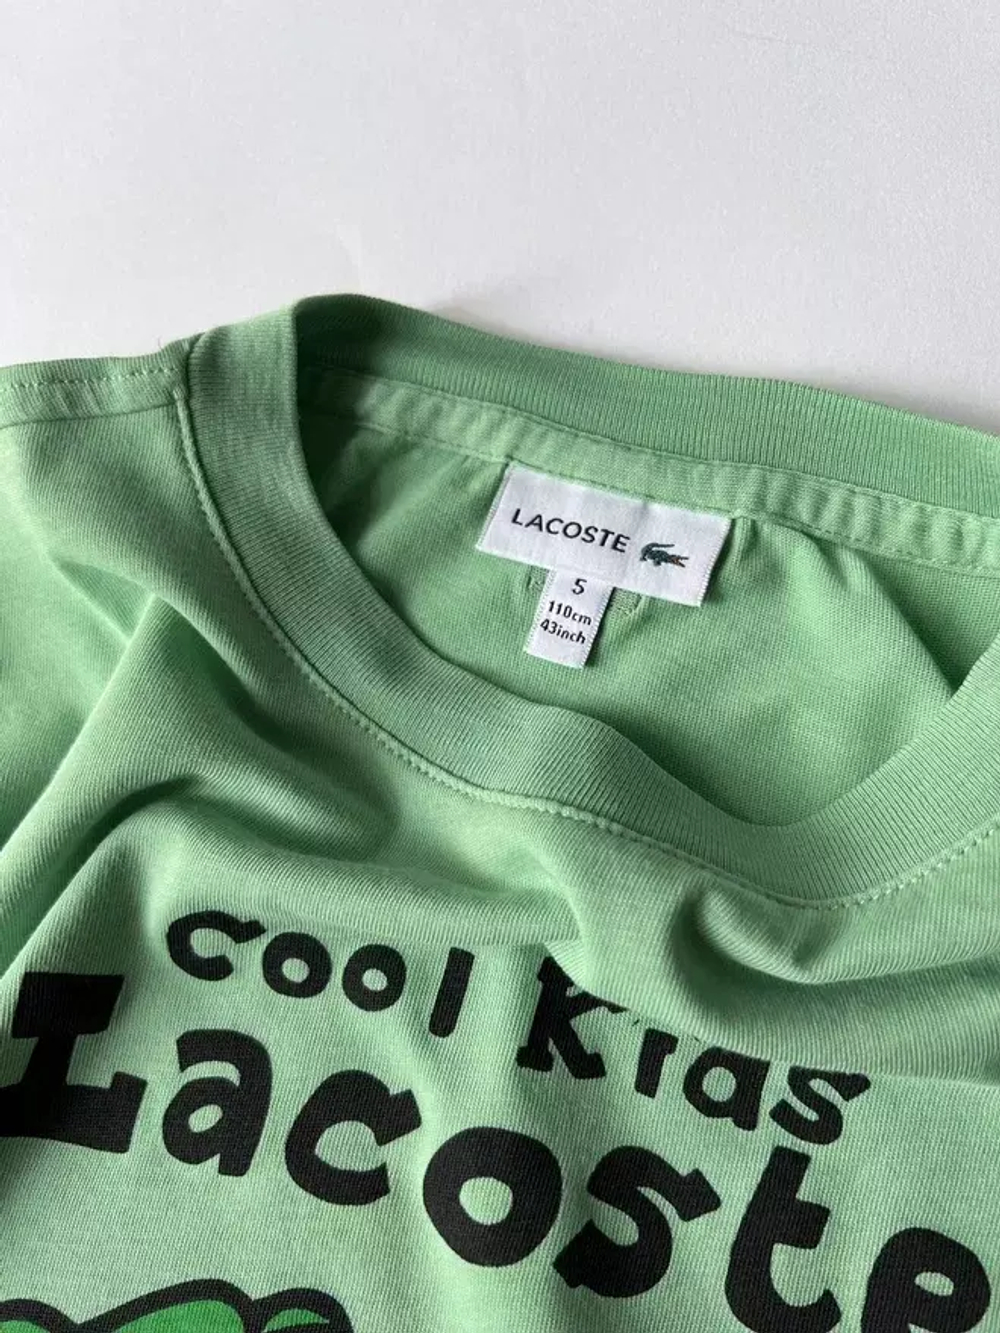 LACOSTE
5
110cm
43inch
cool kids
Lacoste